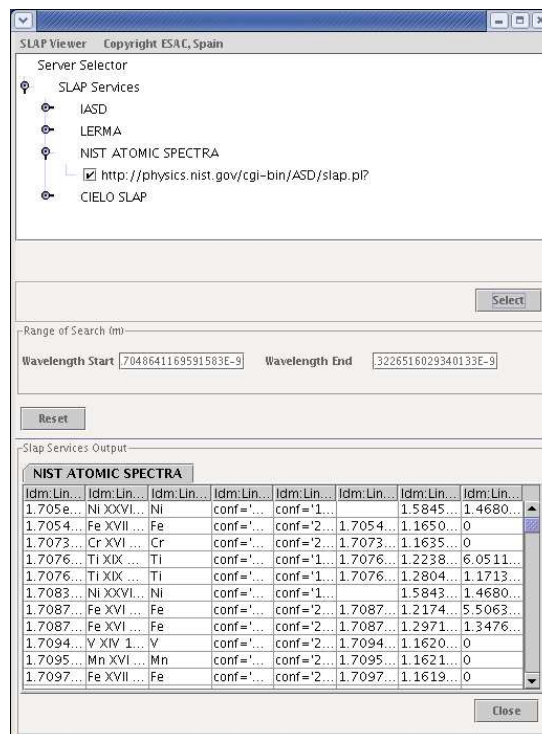 SLAP Viewer Copyright ESAC, Spain
Server Selector
SLAP Services
IASD
LERMA
NIST ATOMIC SPECTRA
http://physics.nist.gov/cgi-bin/ASD/slap.pl?
CIELO SLAP
Select
Range of Search (m)
Wavelength Start .7048641169591583E-9 Wavelength End .3226516029340133E-9
Reset
Slap Services Output
NIST ATOMIC SPECTRA
ldm:Lin... ldm:Lin... ldm:Lin... ldm:Lin... ldm:Lin... ldm:Lin... ldm:Lin... ldm:Lin...
1.705e... Ni XXVI... Ni conf='... conf='1... 1.5845... 1.4680...
1.7054... Fe XVII ... Fe conf='... conf='2... 1.7054... 1.1650... 0
1.7073... Cr XVI ... Cr conf='... conf='2... 1.7073... 1.1635... 0
1.7076... Ti XIX ... Ti conf='... conf='1... 1.7076... 1.2238... 6.0511...
1.7076... Ti XIX ... Ti conf='... conf='1... 1.7076... 1.2804... 1.1713...
1.7083... Ni XXVI... Ni conf='... conf='1... 1.5843... 1.4680...
1.7087... Fe XVI ... Fe conf='... conf='2... 1.7087... 1.2174... 5.5063...
1.7087... Fe XVI ... Fe conf='... conf='2... 1.7087... 1.2971... 1.3476...
1.7094... V XIV 1... V conf='... conf='2... 1.7094... 1.1620... 0
1.7095... Mn XVI ... Mn conf='... conf='2... 1.7095... 1.1621... 0
1.7097... Fe XVII ... Fe conf='... conf='2... 1.7097... 1.1619... 0
Close